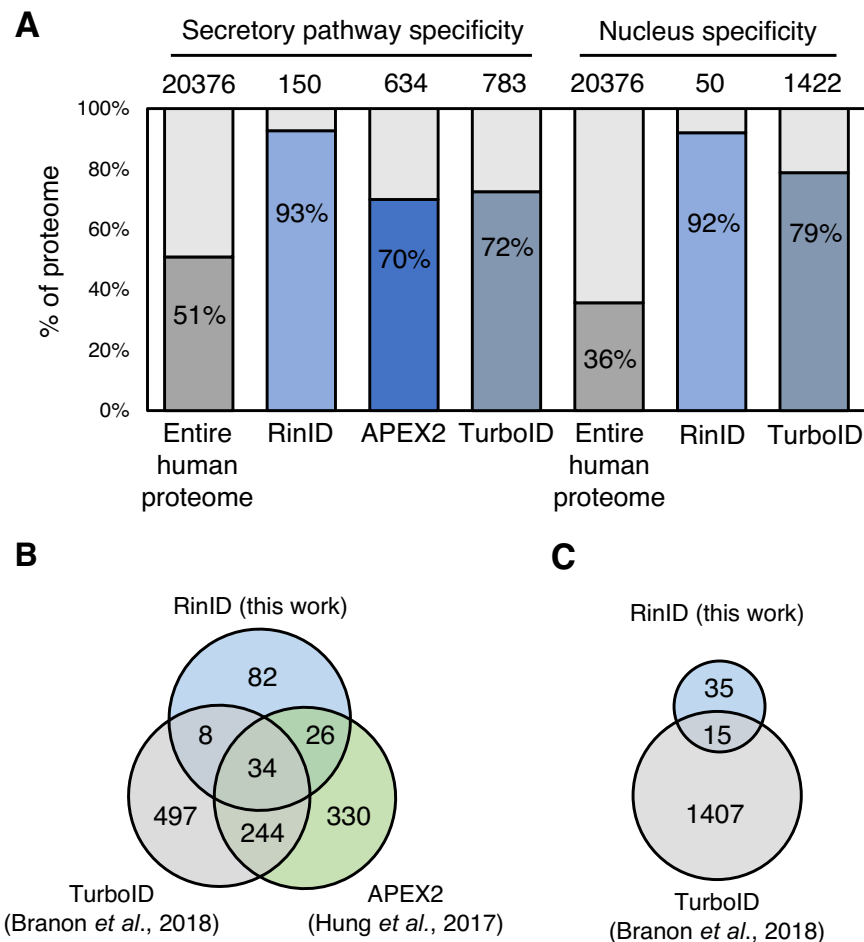 A
Secretory pathway specificity
Nucleus specificity
20376 150 634 783 20376 50 1422
% of proteome
100%
80%
60%
40%
20%
0%
51%
93%
70%
72%
36%
92%
79%
Entire human proteome
RinID
APEX2
TurboID
Entire human proteome
RinID
TurboID
B
RinID (this work)
82
8
26
34
497
244
330
TurboID
(Branon et al., 2018)
APEX2
(Hung et al., 2017)
C
RinID (this work)
35
15
1407
TurboID
(Branon et al., 2018)